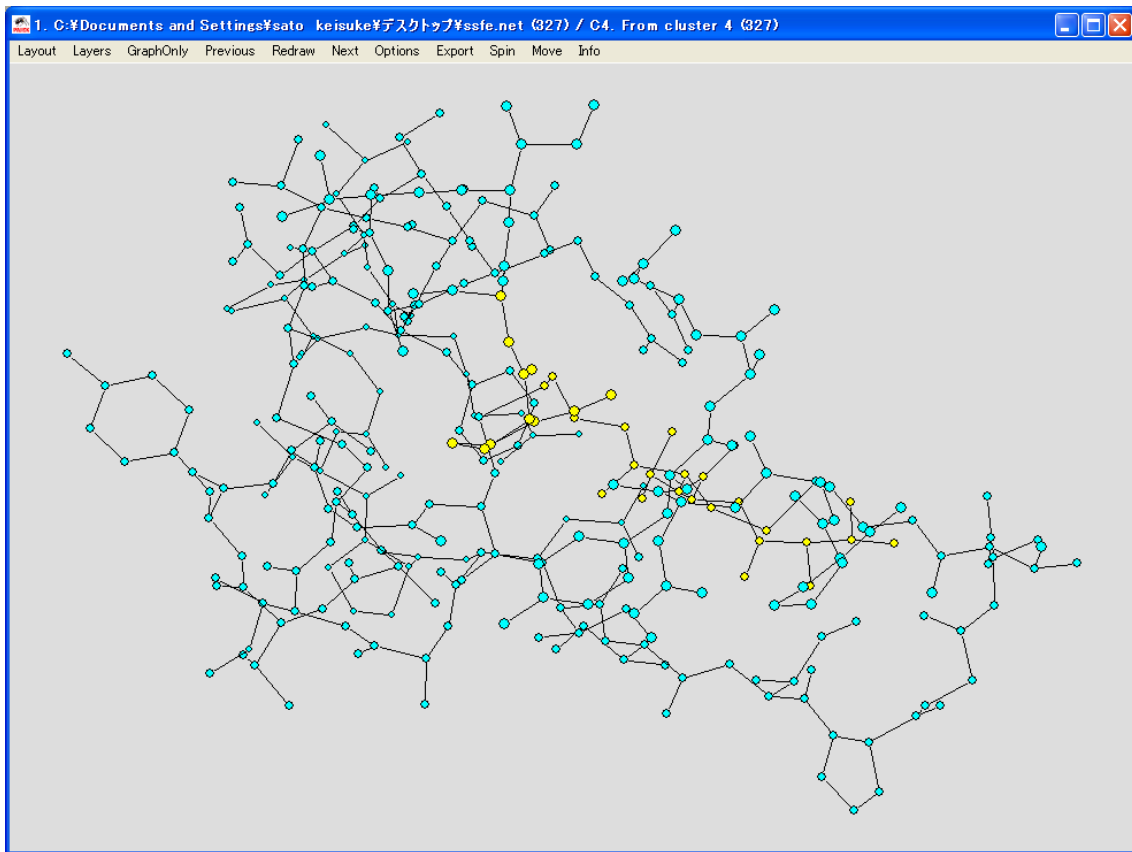 1. C:¥Documents and Settings¥sato keisuke¥デスクトップ¥ssfe.net (327) / C4. From cluster 4 (327)
Layout Layers GraphOnly Previous Redraw Next Options Export Spin Move Info